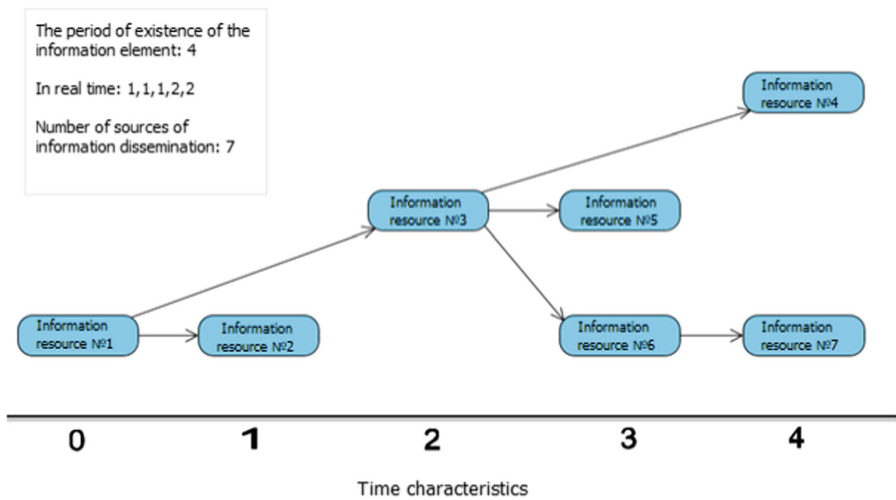 The period of existence of the
information element: 4
In real time: 1,1,1,2,2
Number of sources of
information dissemination: 7
Information
resource №4
Information
resource №3
Information
resource №5
Information
resource №1
Information
resource №2
Information
resource №6
Information
resource №7
0 1 2 3 4
Time characteristics